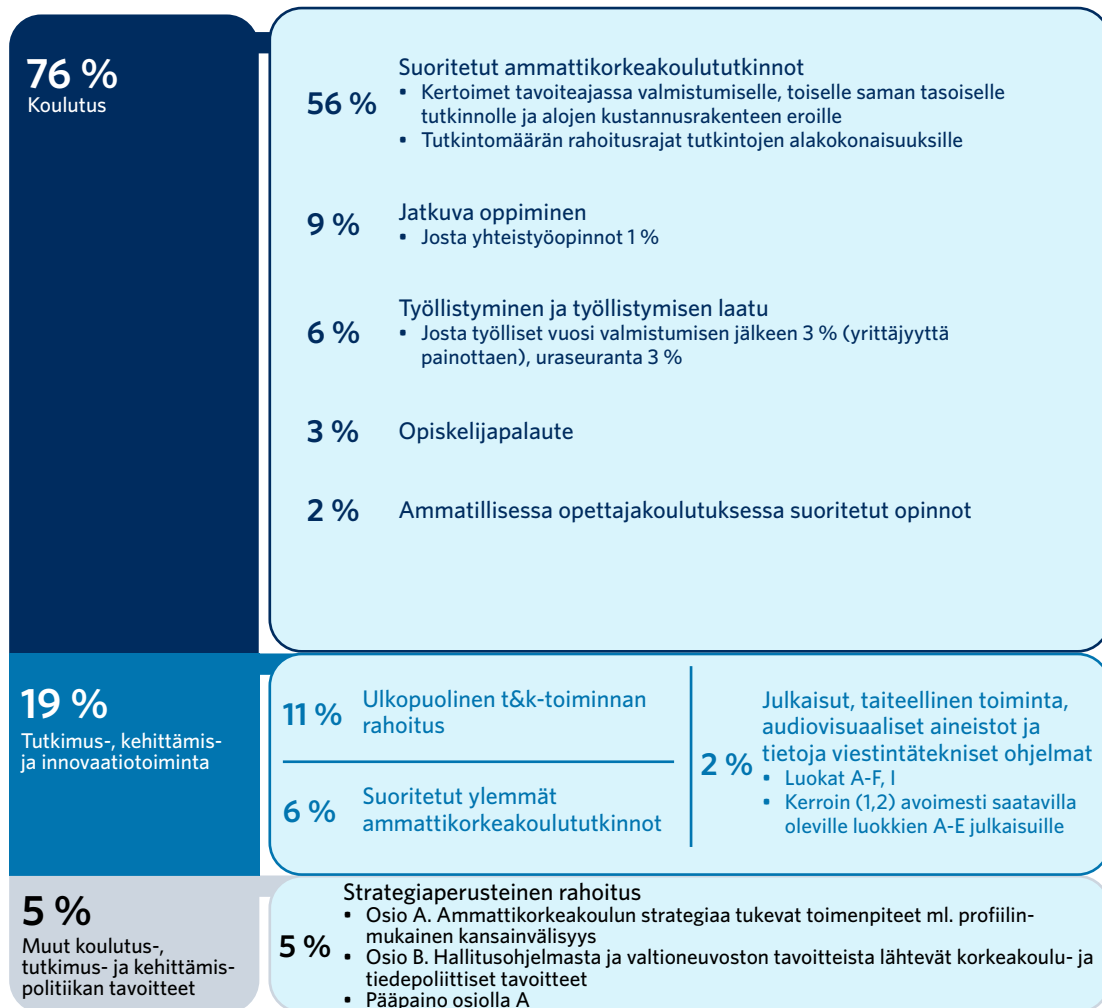 76 %
Koulutus
56 %
Suoritetut ammattikorkeakoulututkinnot
▪ Kertoimet tavoiteajassa valmistumiselle, toiselle saman tasoiselle
tutkinnolle ja alojen kustannusrakenteen eroille
▪ Tutkintomäärän rahoitusrajat tutkintojen alakokonaisuuksille
9 %
Jatkuva oppiminen
▪ Josta yhteistyöopinnot 1 %
6 %
Työllistyminen ja työllistymisen laatu
▪ Josta työlliset vuosi valmistumisen jälkeen 3 % (yrittäjyyttä
painottaen), uraseuranta 3 %
3 %
Opiskelijapalaute
2 %
Ammatillisessa opettajakoulutuksessa suoritetut opinnot
19 %
Tutkimus-, kehittämis-
ja innovaatiotoiminta
11 %
Ulkopuolinen t&k-toiminnan
rahoitus
6 %
Suoritetut ylemmät
ammattikorkeakoulututkinnot
2 %
Julkaisut, taiteellinen toiminta,
audiovisuaaliset aineistot ja
tietoja viestintätekniset ohjelmat
▪ Luokat A-F, I
▪ Kerroin (1,2) avoimesti saatavilla
oleville luokkien A-E julkaisuille
5 %
Muut koulutus-,
tutkimus- ja kehittämis-
politiikan tavoitteet
5 %
Strategiaperusteinen rahoitus
▪ Osio A. Ammattikorkeakoulun strategiaa tukevat toimenpiteet ml. profiilin-
mukainen kansainvälisyys
▪ Osio B. Hallitusohjelmasta ja valtioneuvoston tavoitteista lähtevät korkeakoulu- ja
tiedepoliittiset tavoitteet
▪ Pääpaino osiolla A